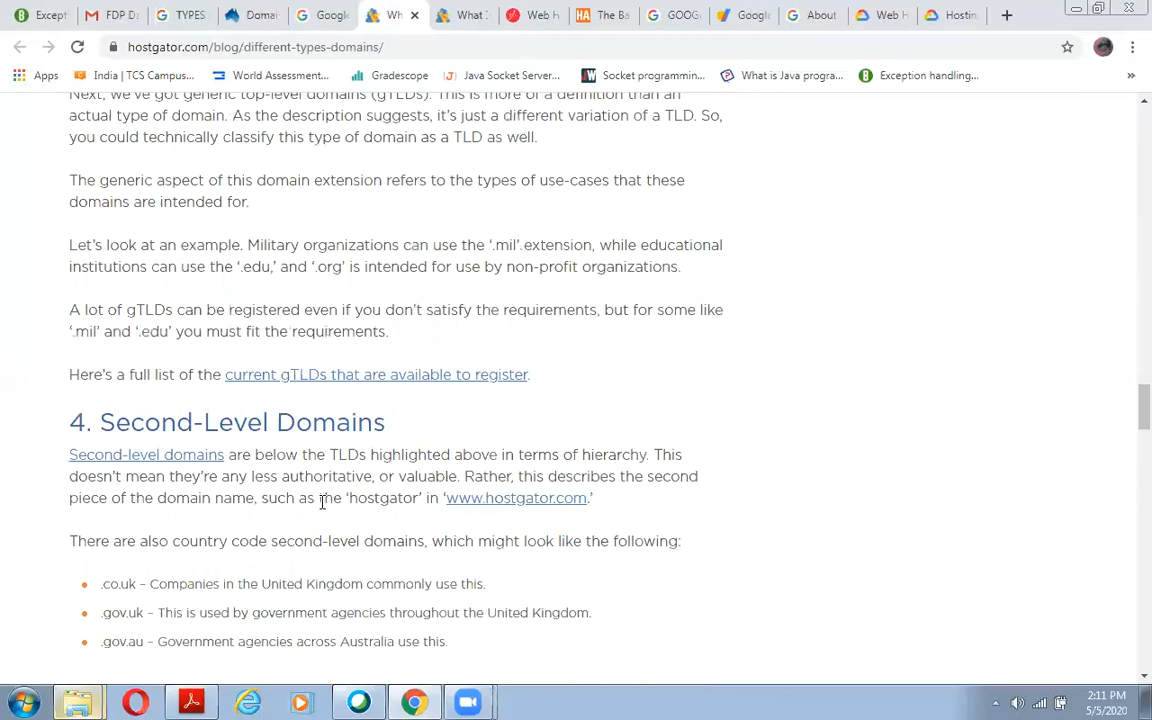 Except
FDP D
TYPES
Domai
Google
Wh
What I
Web H
The Ba
GOOG
Google
About
Web H
Hostin
hostgator.com/blog/different-types-domains/
Apps
India | TCS Campus...
World Assessment...
Gradescope
Java Socket Server...
Socket programmin...
What is Java progra...
Exception handling...
»
Next, we've got generic top-level domains (gTLDs). This is more of a definition than an
actual type of domain. As the description suggests, it's just a different variation of a TLD. So,
you could technically classify this type of domain as a TLD as well.
The generic aspect of this domain extension refers to the types of use-cases that these
domains are intended for.
Let's look at an example. Military organizations can use the '.mil' extension, while educational
institutions can use the '.edu,' and '.org' is intended for use by non-profit organizations.
A lot of gTLDs can be registered even if you don't satisfy the requirements, but for some like
'.mil' and '.edu' you must fit the requirements.
Here's a full list of the current gTLDs that are available to register.
4. Second-Level Domains
Second-level domains are below the TLDs highlighted above in terms of hierarchy. This
doesn't mean they're any less authoritative, or valuable. Rather, this describes the second
piece of the domain name, such as the 'hostgator' in 'www.hostgator.com.'
There are also country code second-level domains, which might look like the following:
.co.uk – Companies in the United Kingdom commonly use this.
.gov.uk – This is used by government agencies throughout the United Kingdom.
.gov.au – Government agencies across Australia use this.
2:11 PM
5/5/2020